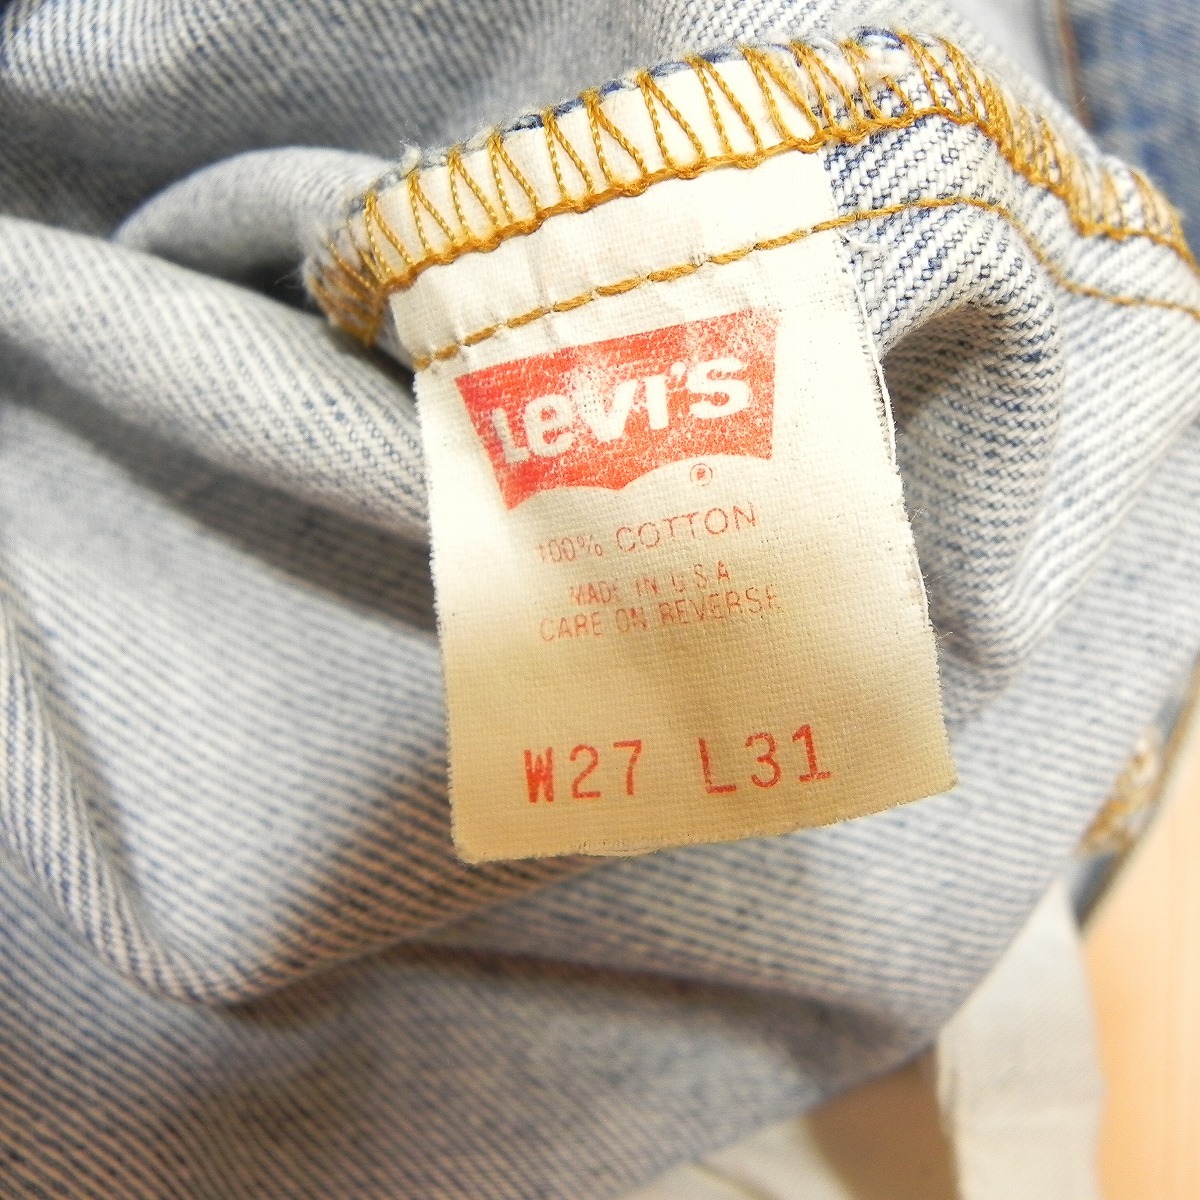 Levi's
®
100% COTTON
MADE IN U S A
CARE ON REVERSE
W27 L31